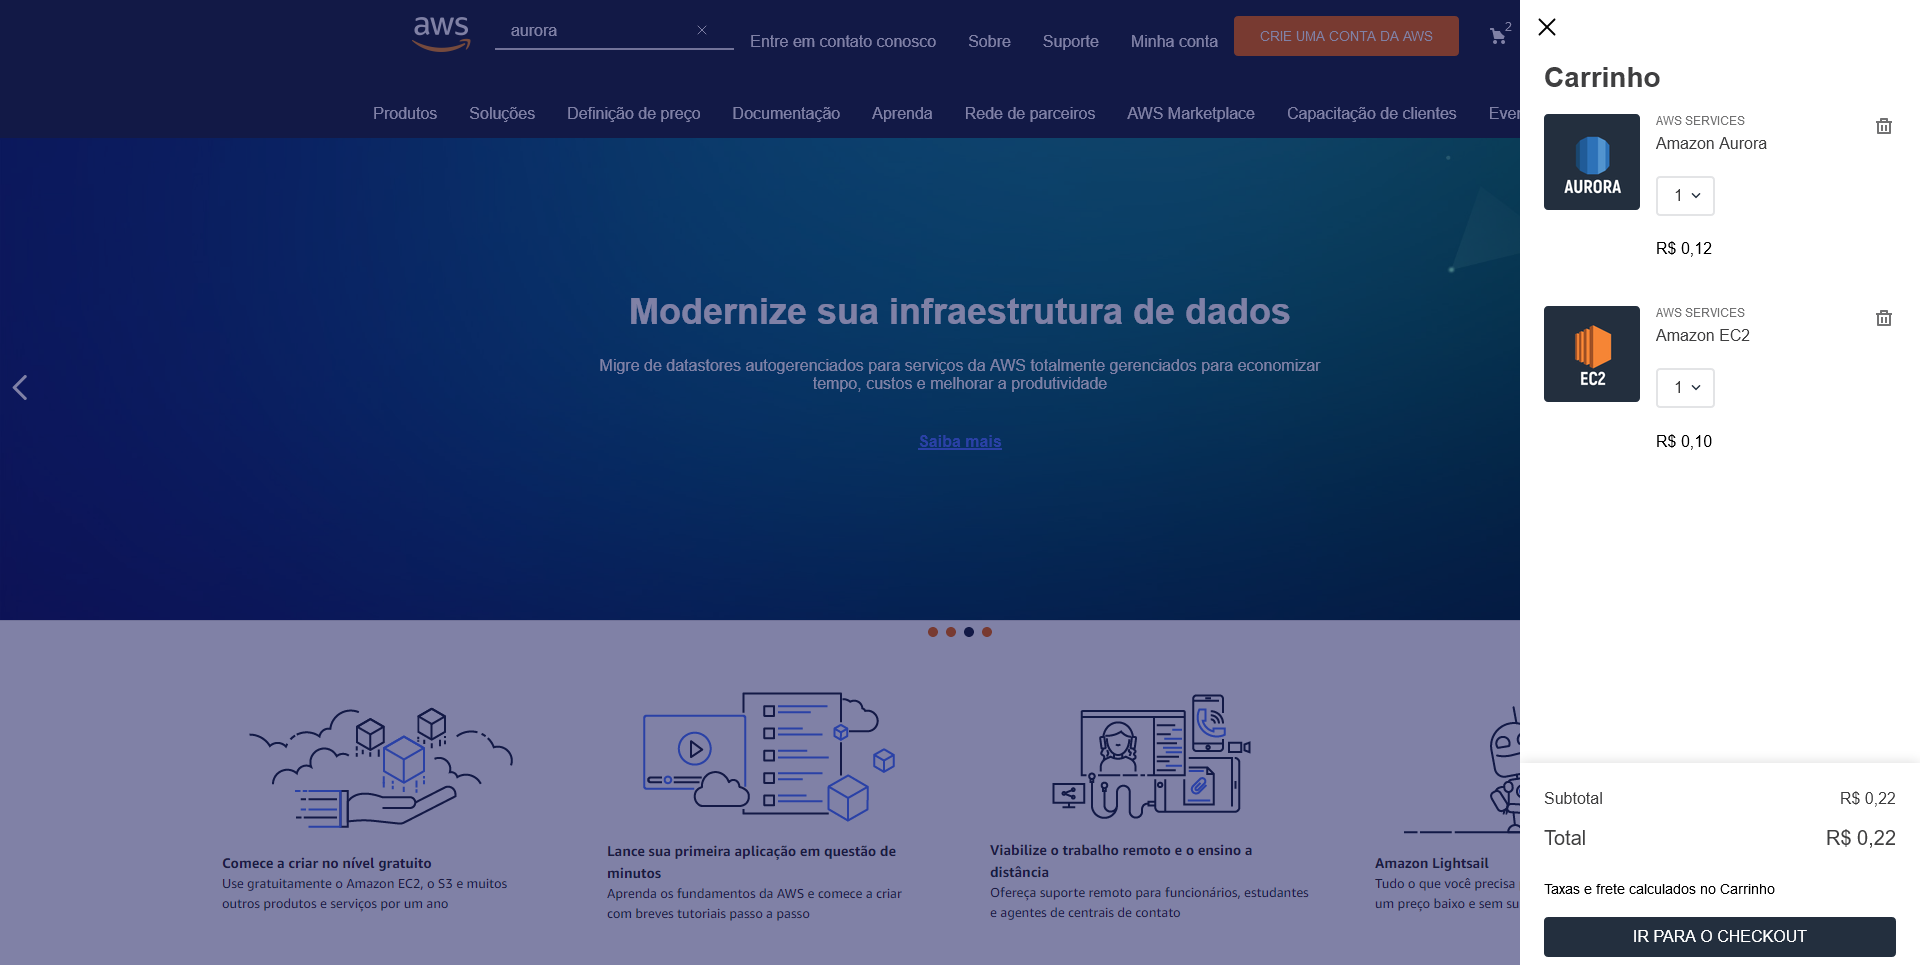 aws
aurora
Entre em contato conosco
Sobre
Suporte
Minha conta
CRIE UMA CONTA DA AWS
2
Produtos
Soluções
Definição de preço
Documentação
Aprenda
Rede de parceiros
AWS Marketplace
Capacitação de clientes
Even
Modernize sua infraestrutura de dados
Migre de datastores autogerenciados para serviços da AWS totalmente gerenciados para economizar
tempo, custos e melhorar a produtividade
Saiba mais
Comece a criar no nível gratuito
Use gratuitamente o Amazon EC2, o S3 e muitos
outros produtos e serviços por um ano
Lance sua primeira aplicação em questão de
minutos
Aprenda os fundamentos da AWS e comece a criar
com breves tutoriais passo a passo
Viabilize o trabalho remoto e o ensino a
distância
Ofereça suporte remoto para funcionários, estudantes
e agentes de centrais de contato
Amazon Lightsail
Tudo o que você precisa
um preço baixo e sem su
Carrinho
AURORA
AWS SERVICES
Amazon Aurora
1
R$ 0,12
EC2
AWS SERVICES
Amazon EC2
1
R$ 0,10
Subtotal R$ 0,22
Total R$ 0,22
Taxas e frete calculados no Carrinho
IR PARA O CHECKOUT